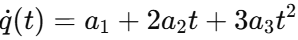 q̇(t) = a₁ + 2a₂t + 3a₃t²